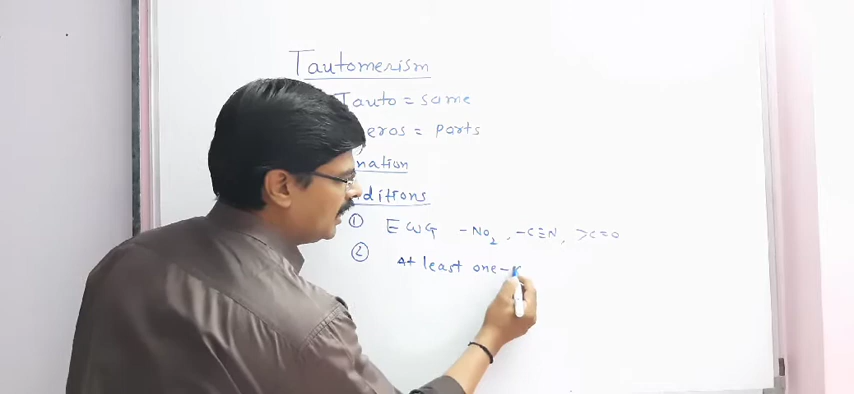 Tautomerism
Tauto = same
eros = parts
nation
ditions
① EWG -NO₂, -C≡N, >C=O
② At least one-